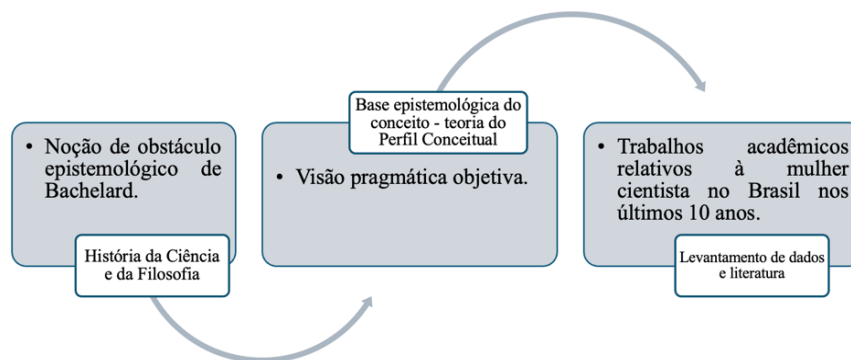 • Noção de obstáculo
epistemológico de
Bachelard.
História da Ciência
e da Filosofia
Base epistemológica do
conceito - teoria do
Perfil Conceitual
• Visão pragmática objetiva.
• Trabalhos acadêmicos
relativos à mulher
cientista no Brasil nos
últimos 10 anos.
Levantamento de dados
e literatura